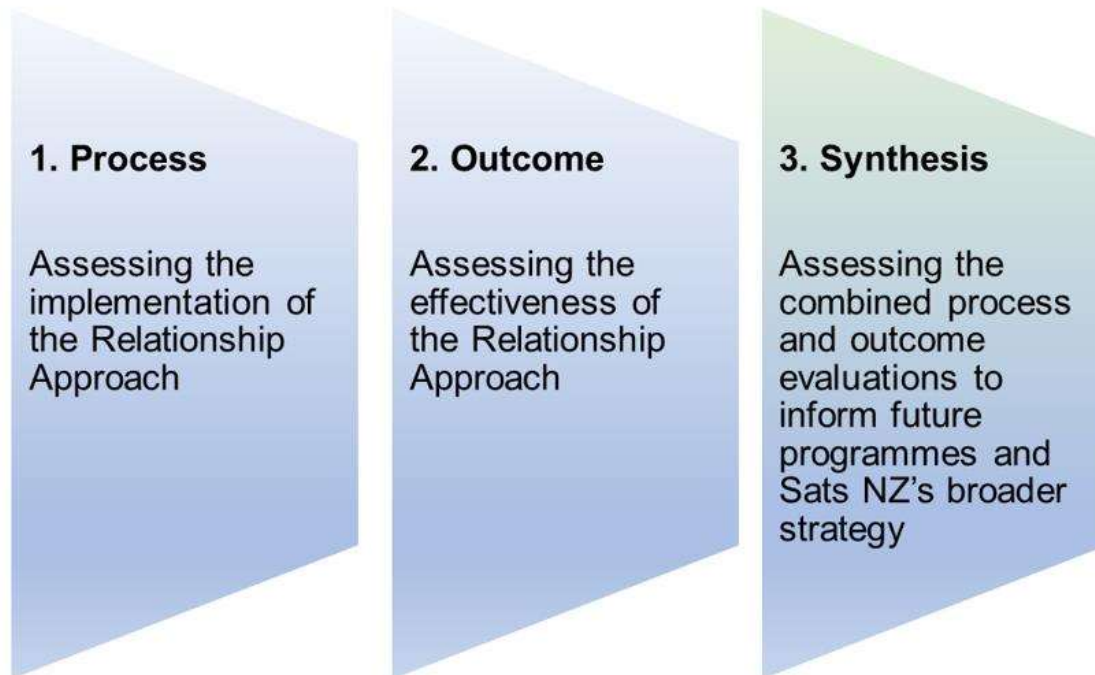 1. Process
Assessing the
implementation of
the Relationship
Approach
2. Outcome
Assessing the
effectiveness of
the Relationship
Approach
3. Synthesis
Assessing the
combined process
and outcome
evaluations to
inform future
programmes and
Sats NZ’s broader
strategy